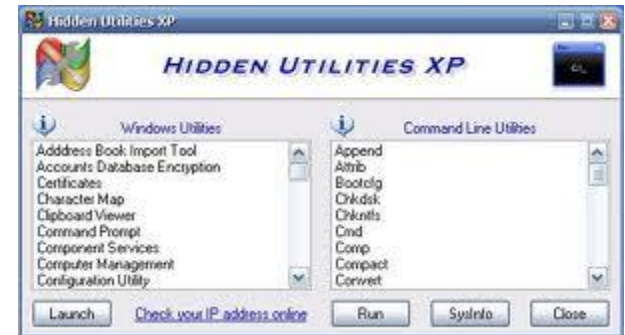 Hidden Utilities XP
HIDDEN UTILITIES XP
Windows Utilities
Adddress Book Import Tool
Accounts Database Encryption
Certificates
Character Map
Clipboard Viewer
Command Prompt
Component Services
Computer Management
Configuration Utility
Command Line Utilities
Append
Attrib
Bootcfg
Chkdsk
Chkntfs
Cmd
Comp
Compact
Convert
Launch
Check your IP address online
Run
SysInfo
Close